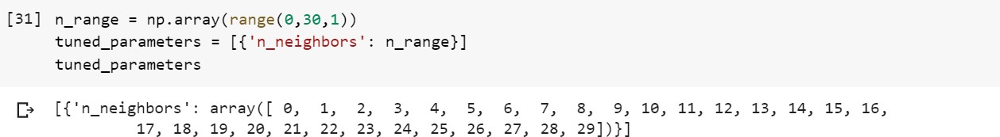 [31] n_range = np.array(range(0,30,1))
tuned_parameters = [{'n_neighbors': n_range}]
tuned_parameters
[{'n_neighbors': array([ 0,  1,  2,  3,  4,  5,  6,  7,  8,  9, 10, 11, 12, 13, 14, 15, 16,
17, 18, 19, 20, 21, 22, 23, 24, 25, 26, 27, 28, 29])}]